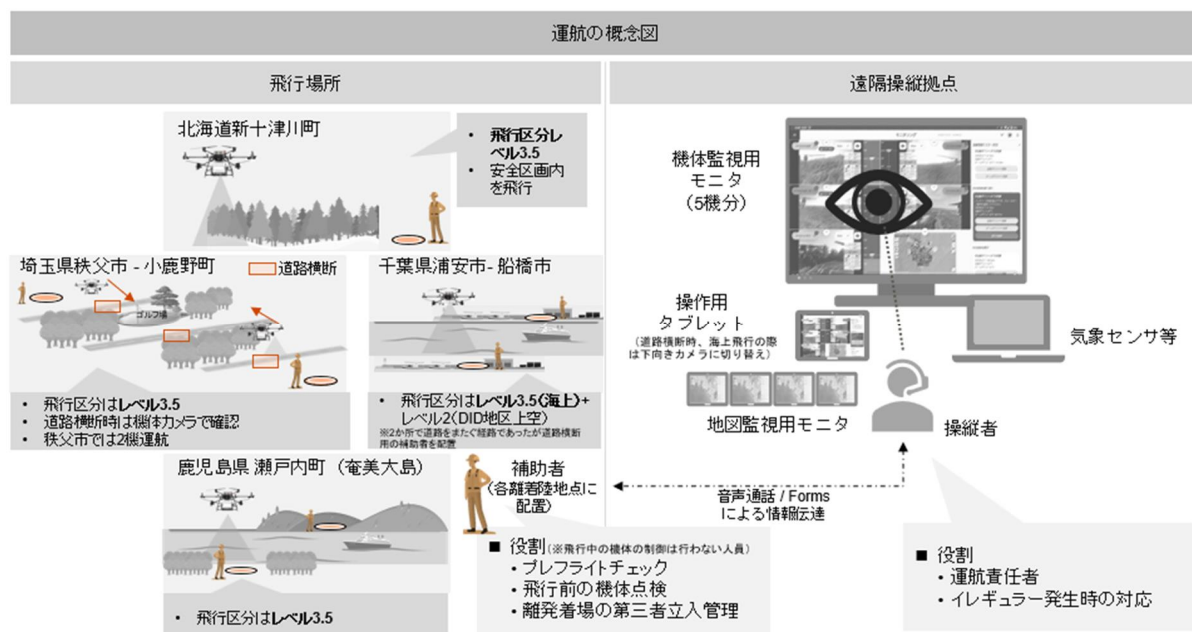 運航の概念図
飛行場所
北海道新十津川町
・ 飛行区分レ
ベル3.5
・ 安全区画内
を飛行
埼玉県秩父市 - 小鹿野町
道路横断
ゴルフ場
・ 飛行区分はレベル3.5
・ 道路横断時は機体カメラで確認
・ 秩父市では2機運航
千葉県浦安市- 船橋市
・ 飛行区分はレベル3.5(海上)+
レベル2(DID地区上空)
※2か所で道路をまたぐ経路であったが道路横断
用の補助者を配置
鹿児島県 瀬戸内町 (奄美大島)
・ 飛行区分はレベル3.5
補助者
(各離着陸地点に
配置)
■ 役割(※飛行中の機体の制御は行わない人員)
・プレフライトチェック
・飛行前の機体点検
・離発着場の第三者立入管理
遠隔操縦拠点
機体監視用
モニタ
(5機分)
操作用
タブレット
(道路横断時、海上飛行の際
は下向きカメラに切り替え)
気象センサ等
地図監視用モニタ
操縦者
音声通話 / Forms
による情報伝達
■ 役割
・運航責任者
・イレギュラー発生時の対応